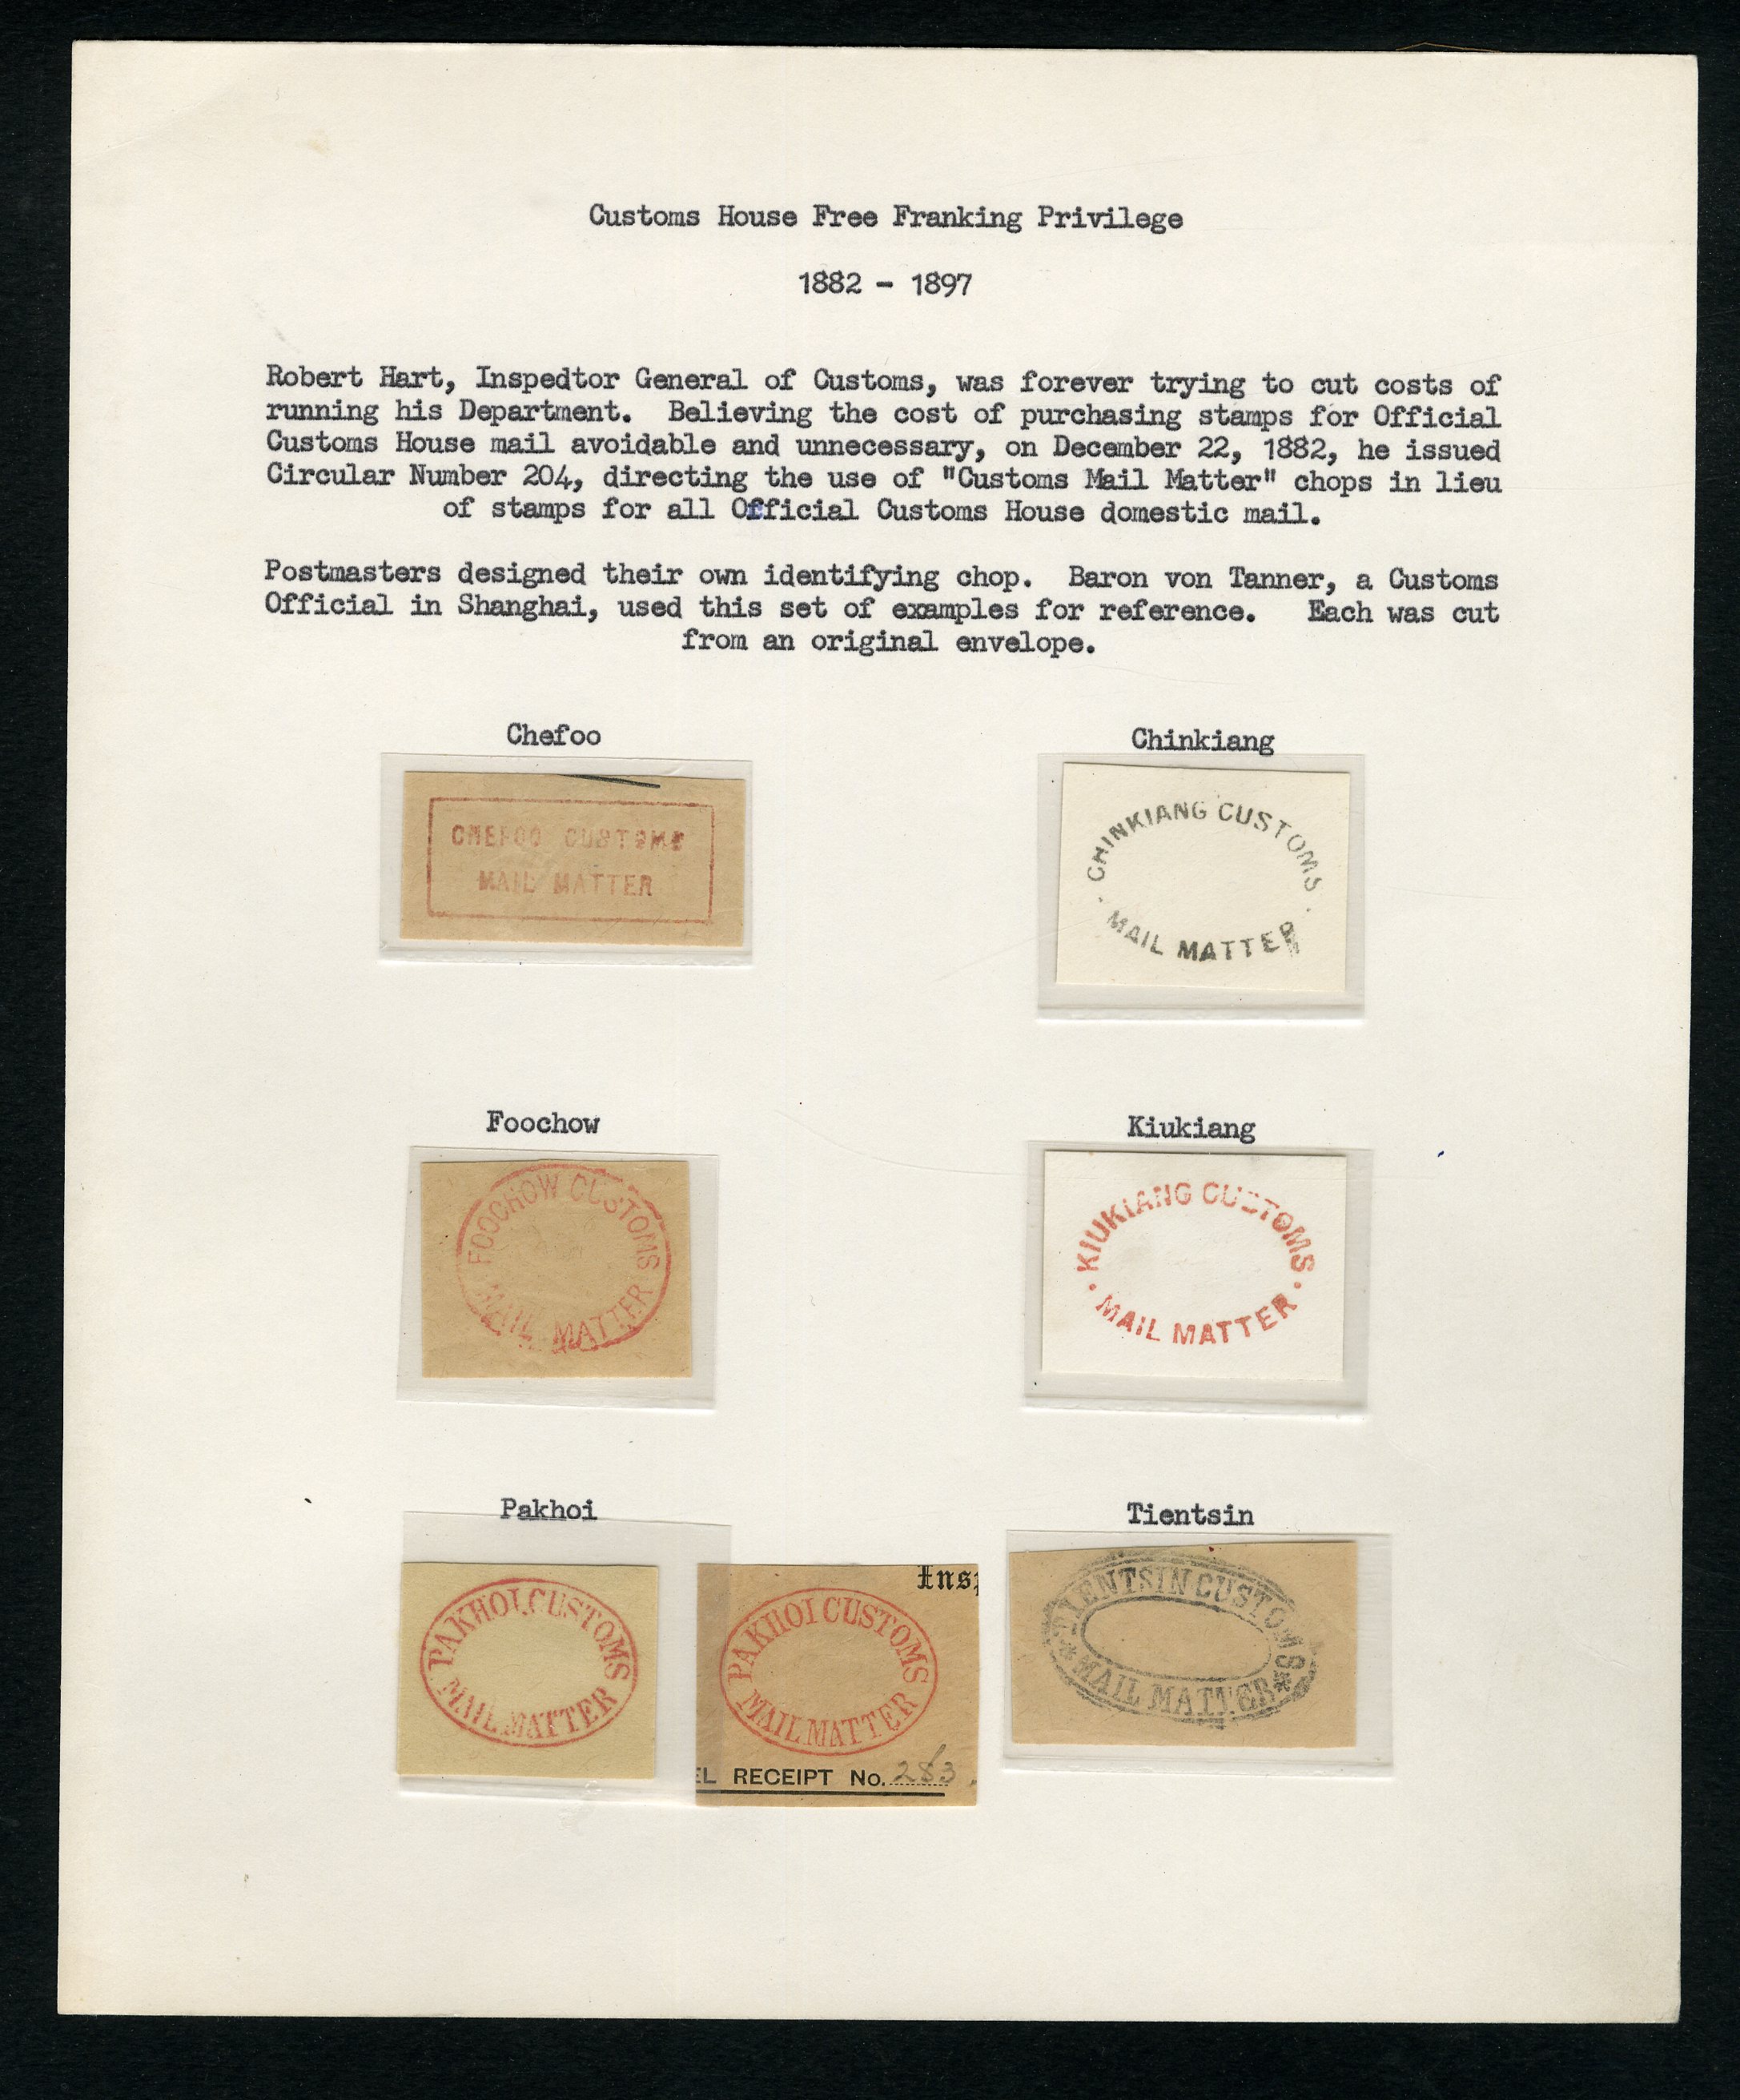 Customs House Free Franking Privilege
1882 - 1897
Robert Hart, Inspedtor General of Customs, was forever trying to cut costs of
running his Department. Believing the cost of purchasing stamps for Official
Customs House mail avoidable and unnecessary, on December 22, 1882, he issued
Circular Number 204, directing the use of "Customs Mail Matter" chops in lieu
of stamps for all Official Customs House domestic mail.
Postmasters designed their own identifying chop. Baron von Tanner, a Customs
Official in Shanghai, used this set of examples for reference. Each was cut
from an original envelope.
Chefoo
CHEFOO CUSTOMS
MAIL MATTER
Chinkiang
CHINKIANG CUSTOMS
MAIL MATTER
Foochow
FOOCHOW CUSTOMS
MAIL MATTER
Kiukiang
KIUKIANG CUSTOMS
MAIL MATTER
Pakhoi
PAKHOI CUSTOMS
MAIL MATTER
Insp
PAKHOI CUSTOMS
MAIL MATTER
EL RECEIPT No. 283.
Tientsin
TIENTSIN CUSTOMS
MAIL MATTER